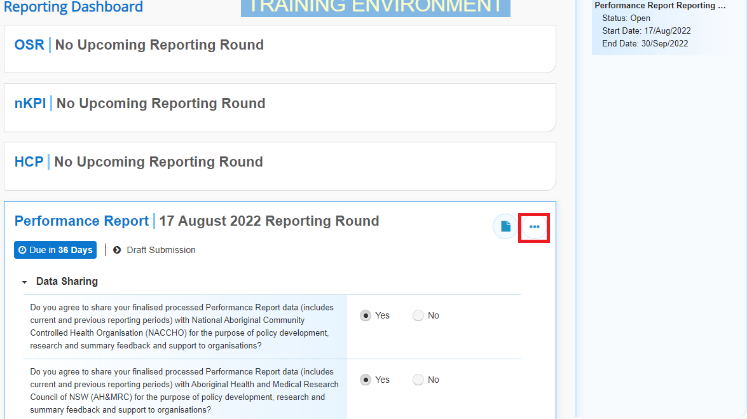 Reporting Dashboard
TRAINING ENVIRONMENT
OSR | No Upcoming Reporting Round
nKPI | No Upcoming Reporting Round
HCP | No Upcoming Reporting Round
Performance Report | 17 August 2022 Reporting Round
Due in 36 Days | Draft Submission
Data Sharing
Do you agree to share your finalised processed Performance Report data (includes
current and previous reporting periods) with National Aboriginal Community
Controlled Health Organisation (NACCHO) for the purpose of policy development,
research and summary feedback and support to organisations?
Yes No
Do you agree to share your finalised processed Performance Report data (includes
current and previous reporting periods) with Aboriginal Health and Medical Research
Council of NSW (AH&MRC) for the purpose of policy development, research and
summary feedback and support to organisations?
Yes No
Performance Report Reporting ...
Status: Open
Start Date: 17/Aug/2022
End Date: 30/Sep/2022